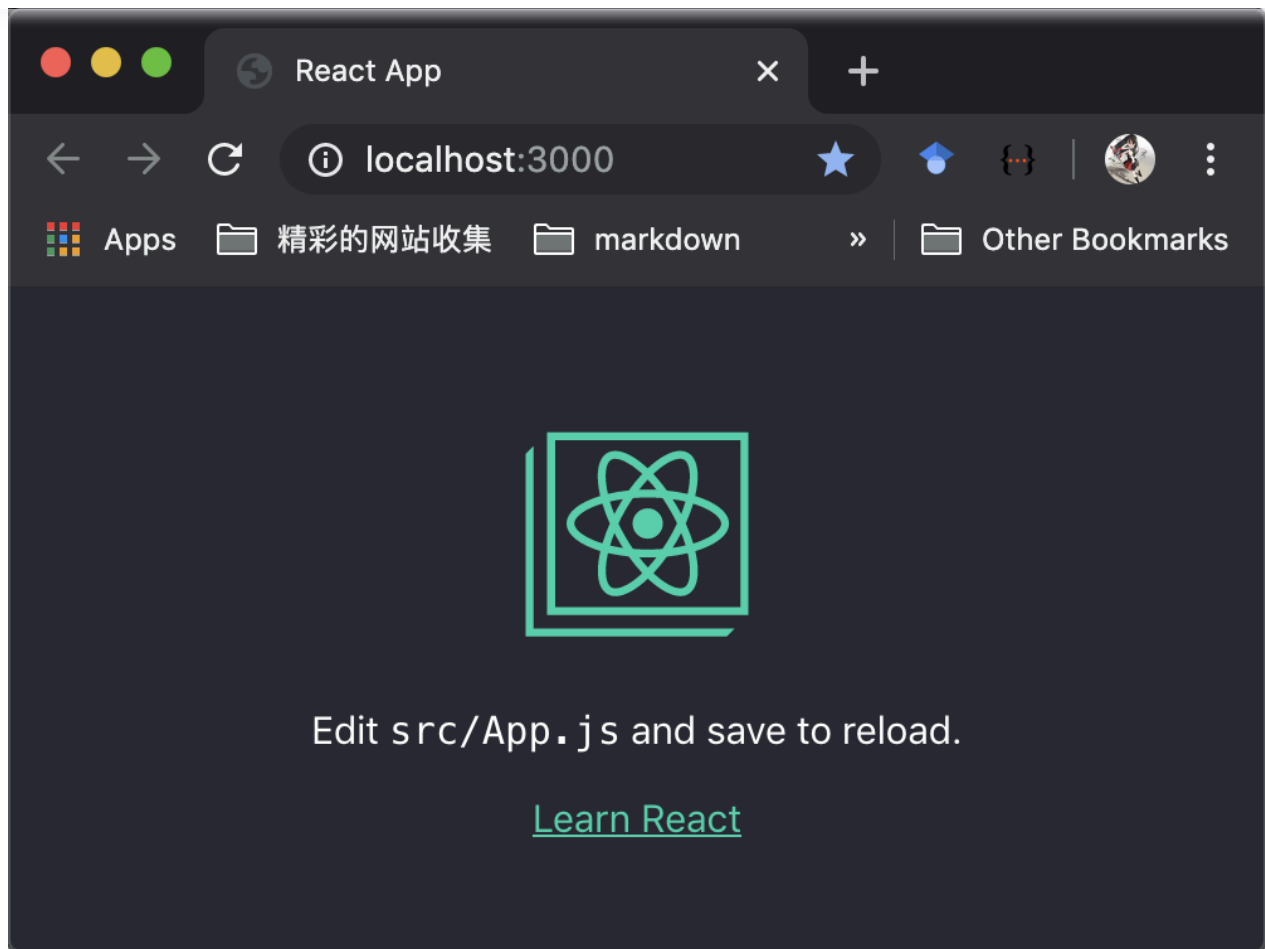 React App
localhost:3000
Apps 精彩的网站收集 markdown » Other Bookmarks
Edit src/App.js and save to reload.
Learn React